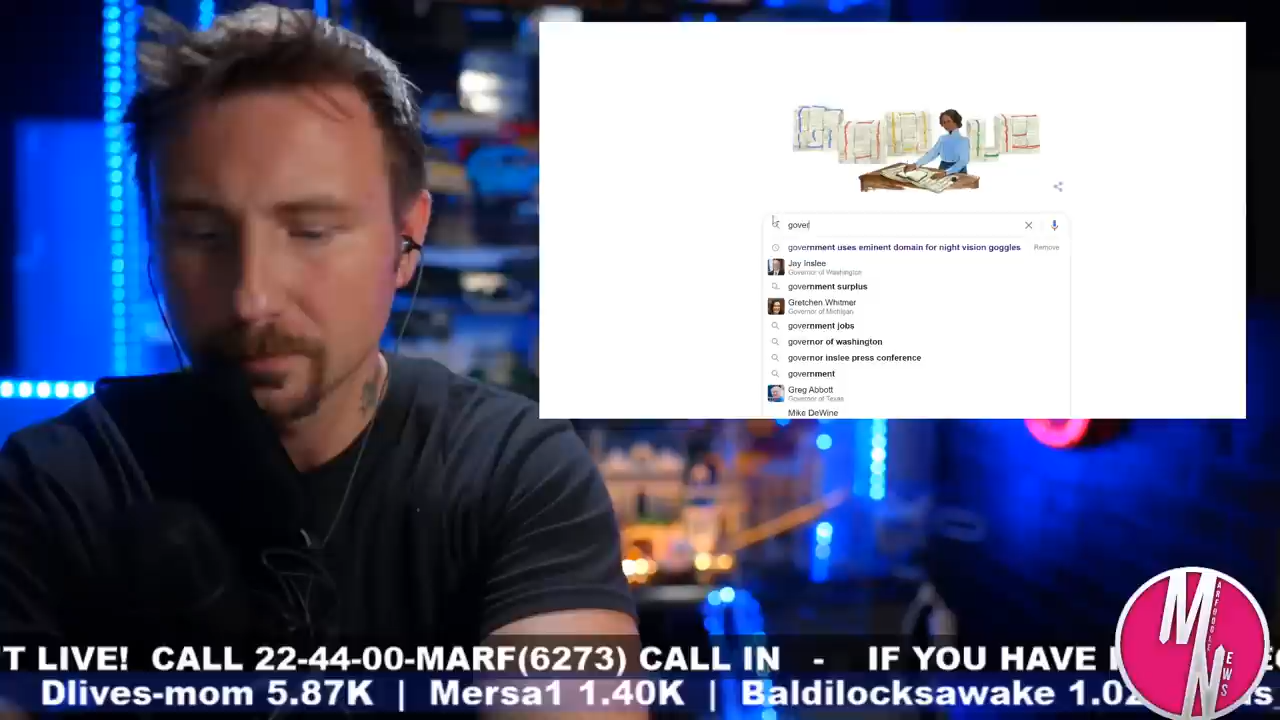 gover
government uses eminent domain for night vision goggles Remove
Jay Inslee
Governor of Washington
government surplus
Gretchen Whitmer
Governor of Michigan
government jobs
governor of washington
governor inslee press conference
government
Greg Abbott
Governor of Texas
Mike DeWine
T LIVE! CALL 22-44-00-MARF(6273) CALL IN - IF YOU HAVE
Dlives-mom 5.87K | Mersa1 1.40K | Baldilocksawake 1.02
MN
NEWS